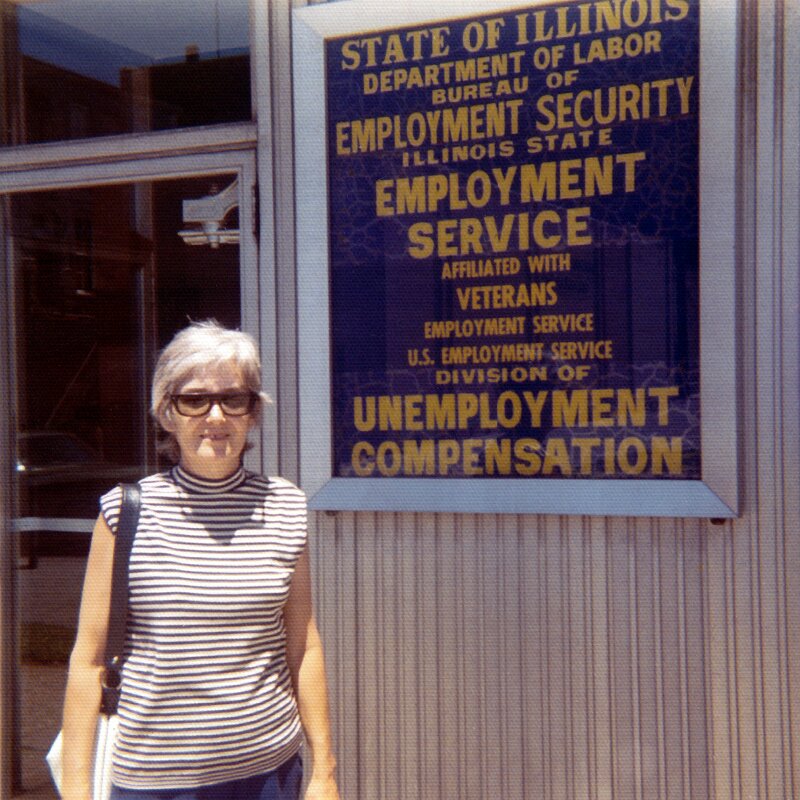 STATE OF ILLINOIS
DEPARTMENT OF LABOR
BUREAU OF
EMPLOYMENT SECURITY
ILLINOIS STATE
EMPLOYMENT
SERVICE
AFFILIATED WITH
VETERANS
EMPLOYMENT SERVICE
U.S. EMPLOYMENT SERVICE
DIVISION OF
UNEMPLOYMENT
COMPENSATION